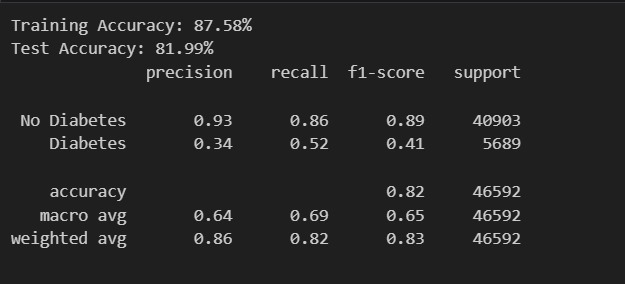 Training Accuracy: 87.58%
Test Accuracy: 81.99%
precision recall f1-score support
No Diabetes 0.93 0.86 0.89 40903
Diabetes 0.34 0.52 0.41 5689
accuracy 0.82 46592
macro avg 0.64 0.69 0.65 46592
weighted avg 0.86 0.82 0.83 46592